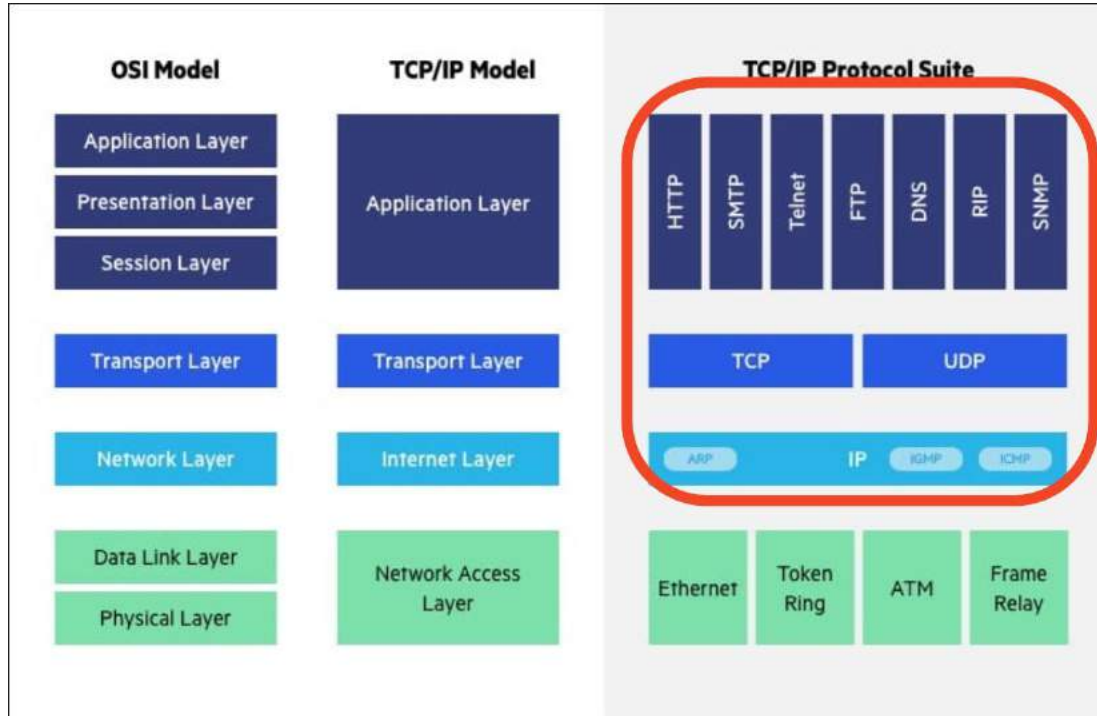 OSI Model
Application Layer
Presentation Layer
Session Layer
Transport Layer
Network Layer
Data Link Layer
Physical Layer
TCP/IP Model
Application Layer
Transport Layer
Internet Layer
Network Access
Layer
TCP/IP Protocol Suite
HTTP
SMTP
Telnet
FTP
DNS
RIP
SNMP
TCP
UDP
ARP
IP
IGMP
ICMP
Ethernet
Token
Ring
ATM
Frame
Relay